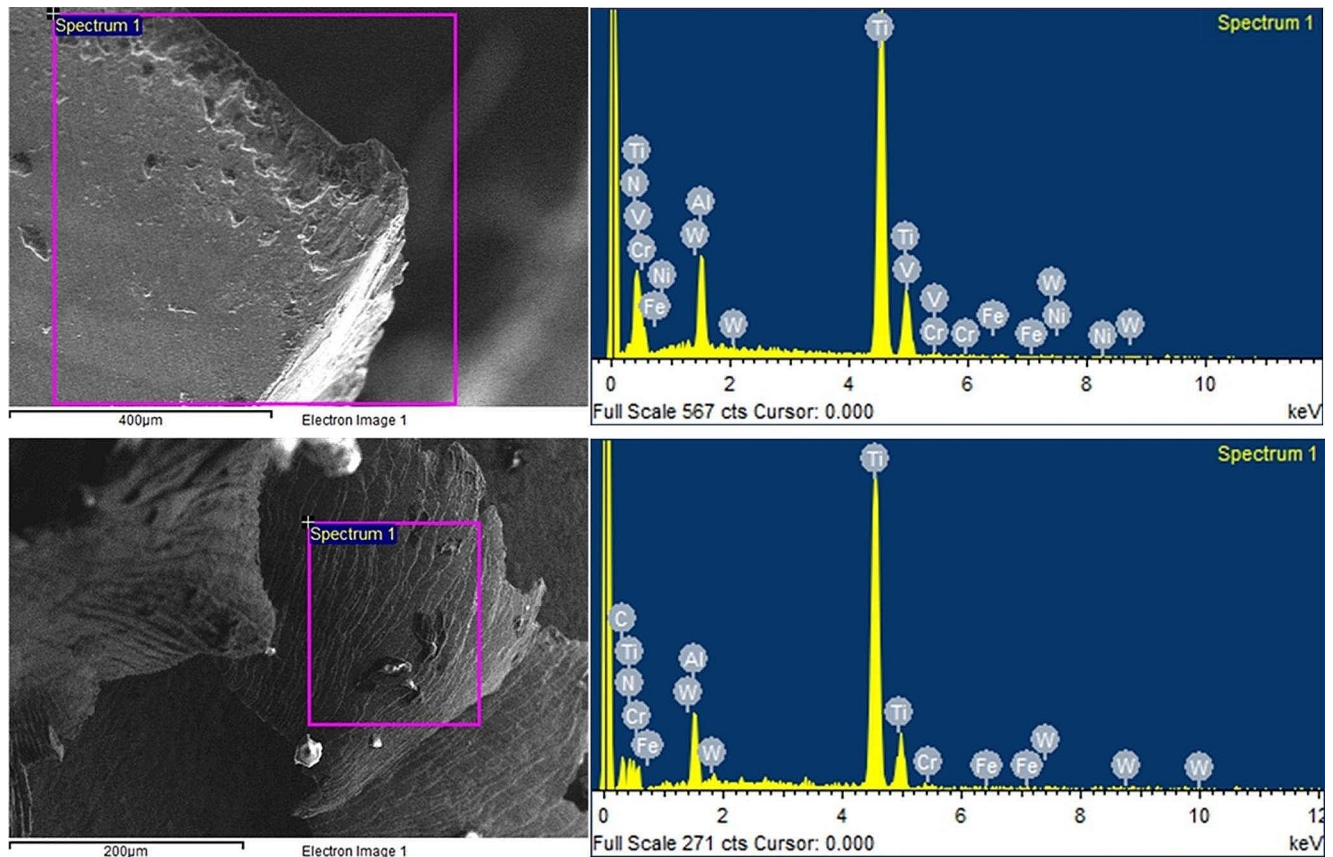 Spectrum 1
400µm Electron Image 1
Spectrum 1
Ti
Ti
N
V
Cr
Ni
Fe
Al
W
W
Ti
V
V
Cr
Cr
Fe
Fe
W
Ni
Ni
W
0 2 4 6 8 10
Full Scale 567 cts Cursor: 0.000 keV
Spectrum 1
200µm Electron Image 1
Spectrum 1
Ti
C
Ti
N
Cr
Fe
Al
W
W
Ti
Cr
Fe
Fe
W
W
W
0 2 4 6 8 10 12
Full Scale 271 cts Cursor: 0.000 keV